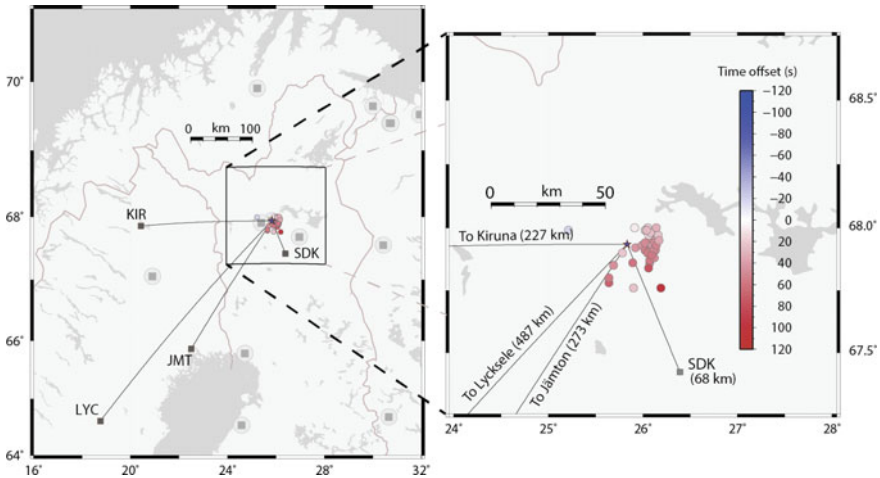 70°
68°
66°
64°
16°
20°
24°
28°
32°
0 km 100
KIR
SDK
JMT
LYC
Time offset (s)
−120
−100
−80
−60
−40
−20
0
20
40
60
80
100
120
68.5°
68.0°
67.5°
0 km 50
To Kiruna (227 km)
To Lycksele (487 km)
To Jämton (273 km)
SDK
(68 km)
24°
25°
26°
27°
28°